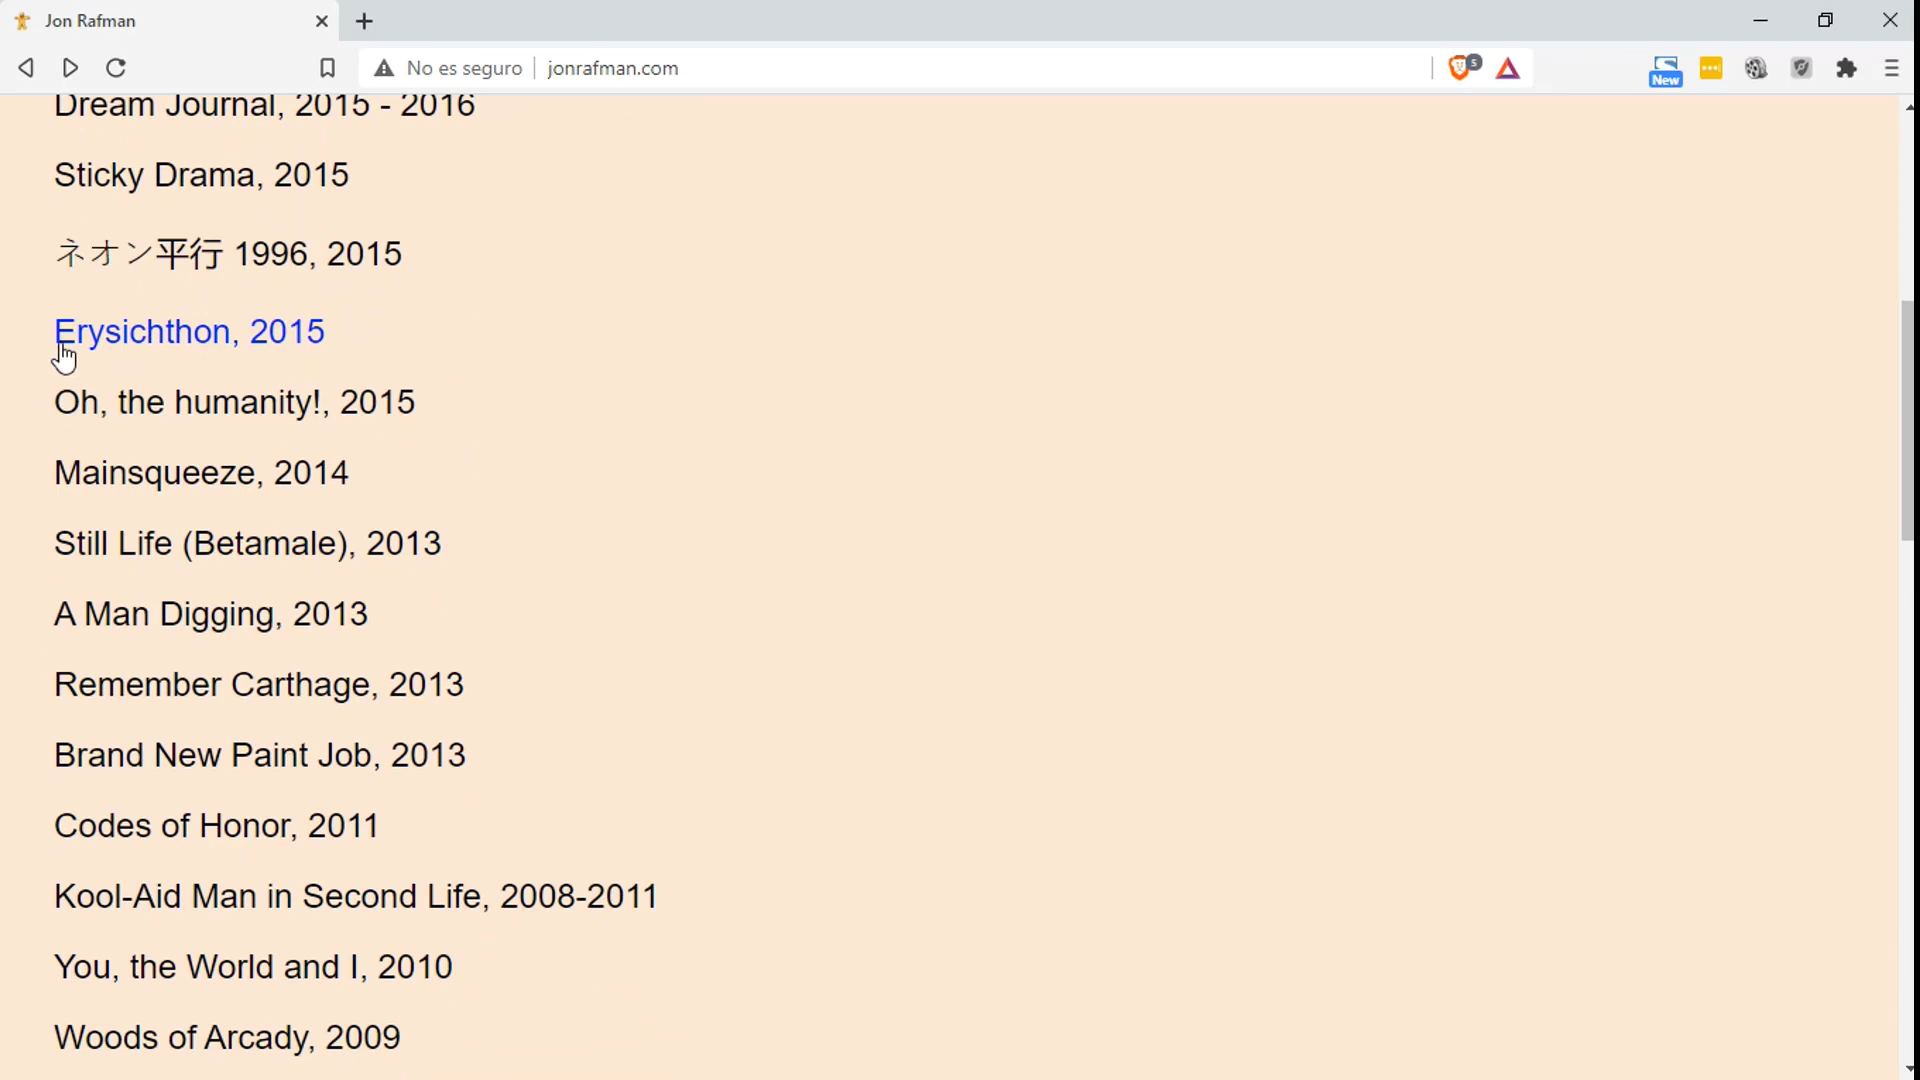 Jon Rafman
No es seguro
jonrafman.com
5
New
Dream Journal, 2015 - 2016
Sticky Drama, 2015
ネオン平行 1996, 2015
Erysichthon, 2015
Oh, the humanity!, 2015
Mainsqueeze, 2014
Still Life (Betamale), 2013
A Man Digging, 2013
Remember Carthage, 2013
Brand New Paint Job, 2013
Codes of Honor, 2011
Kool-Aid Man in Second Life, 2008-2011
You, the World and I, 2010
Woods of Arcady, 2009